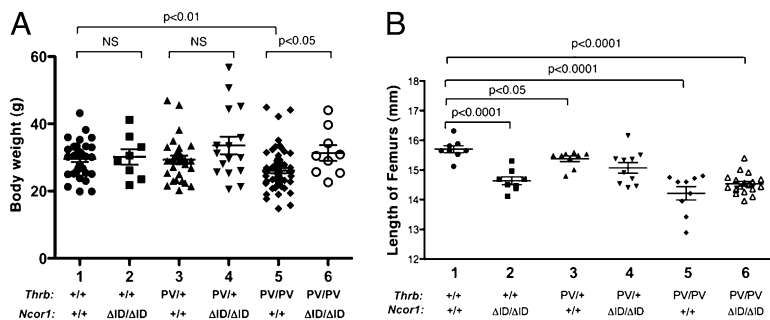 A
p<0.01
NS
NS
p<0.05
Body weight (g)
60
40
20
0
1 2 3 4 5 6
Thrb: +/+ +/+ PV/+ PV/+ PV/PV PV/PV
Ncor1: +/+ ΔID/ΔID +/+ ΔID/ΔID +/+ ΔID/ΔID
B
p<0.0001
p<0.0001
p<0.05
p<0.0001
Length of Femurs (mm)
18
17
16
15
14
13
12
1 2 3 4 5 6
Thrb: +/+ +/+ PV/+ PV/+ PV/PV PV/PV
Ncor1: +/+ ΔID/ΔID +/+ ΔID/ΔID +/+ ΔID/ΔID